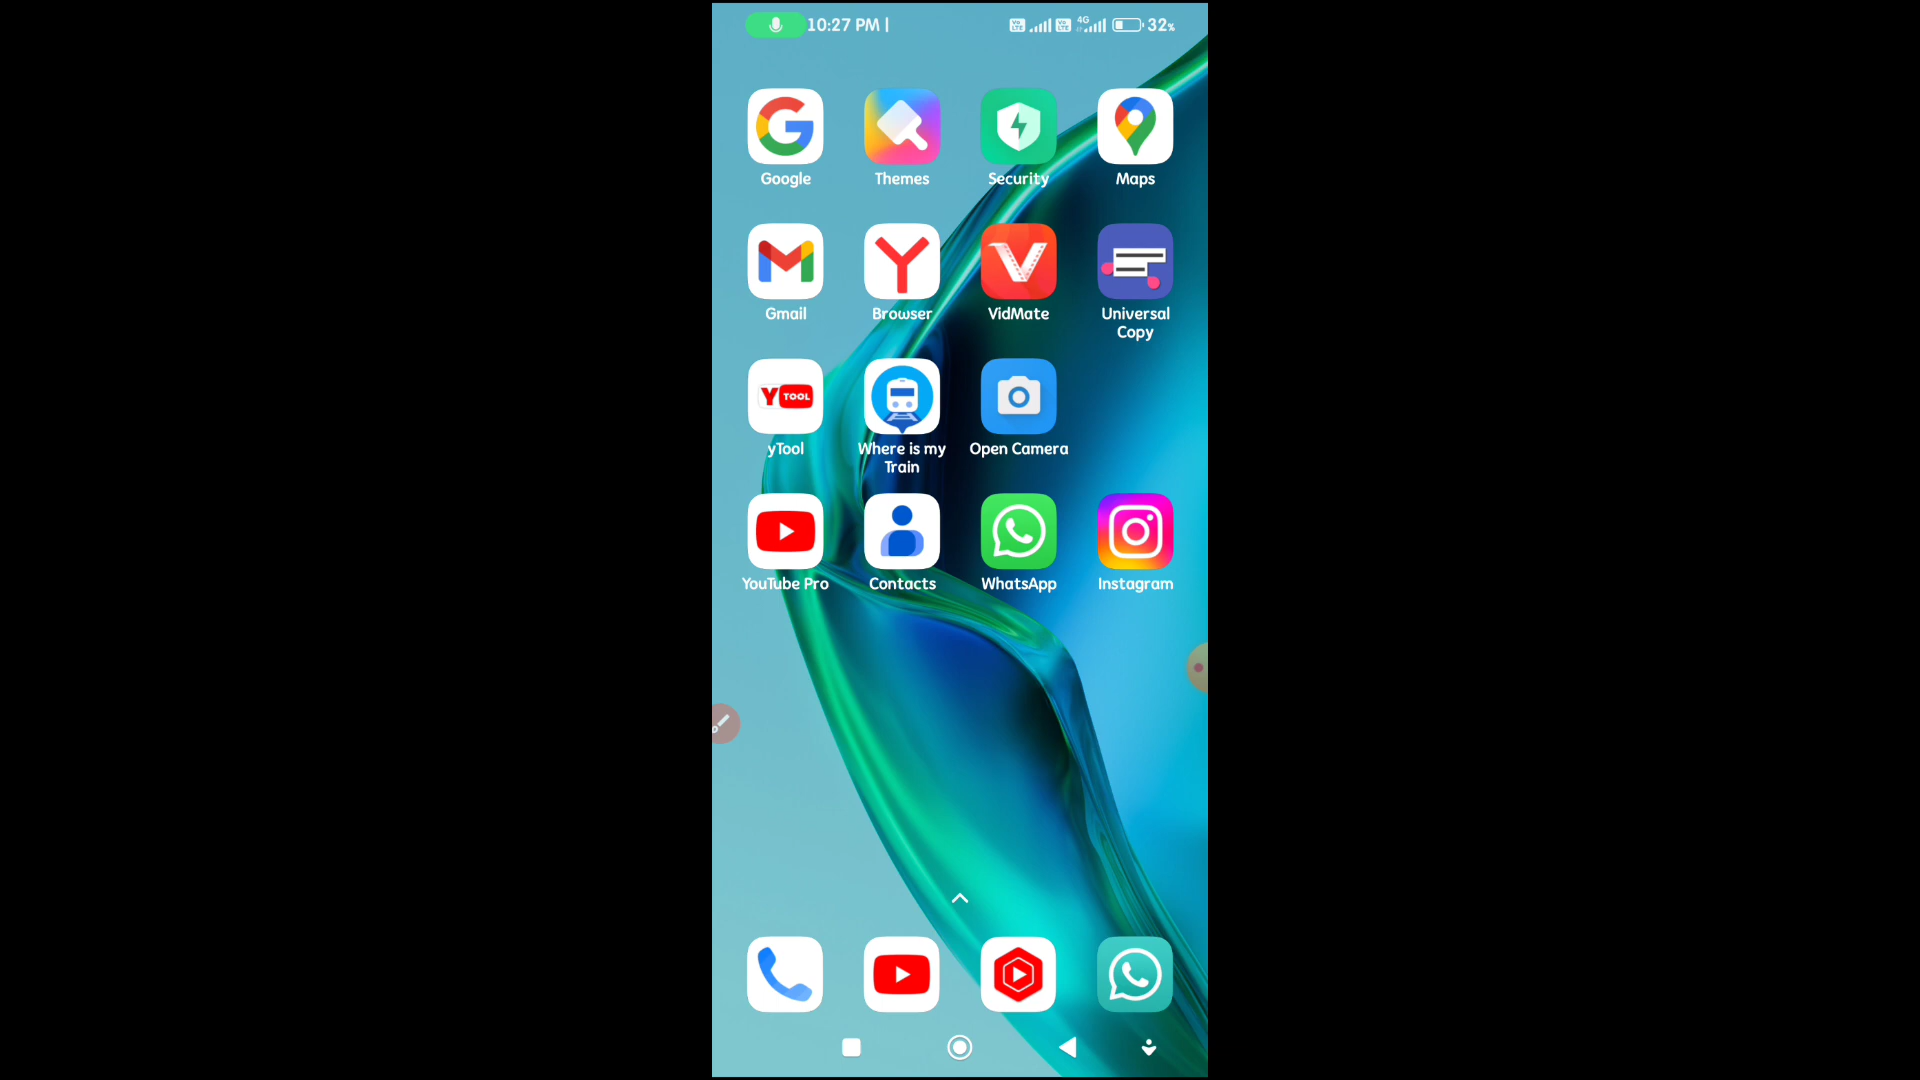 10:27 PM | 4G 32%
Google Themes Security Maps
Gmail Browser VidMate Universal
Copy
Y TOOL
yTool Where is my Open Camera
Train
YouTube Pro Contacts WhatsApp Instagram